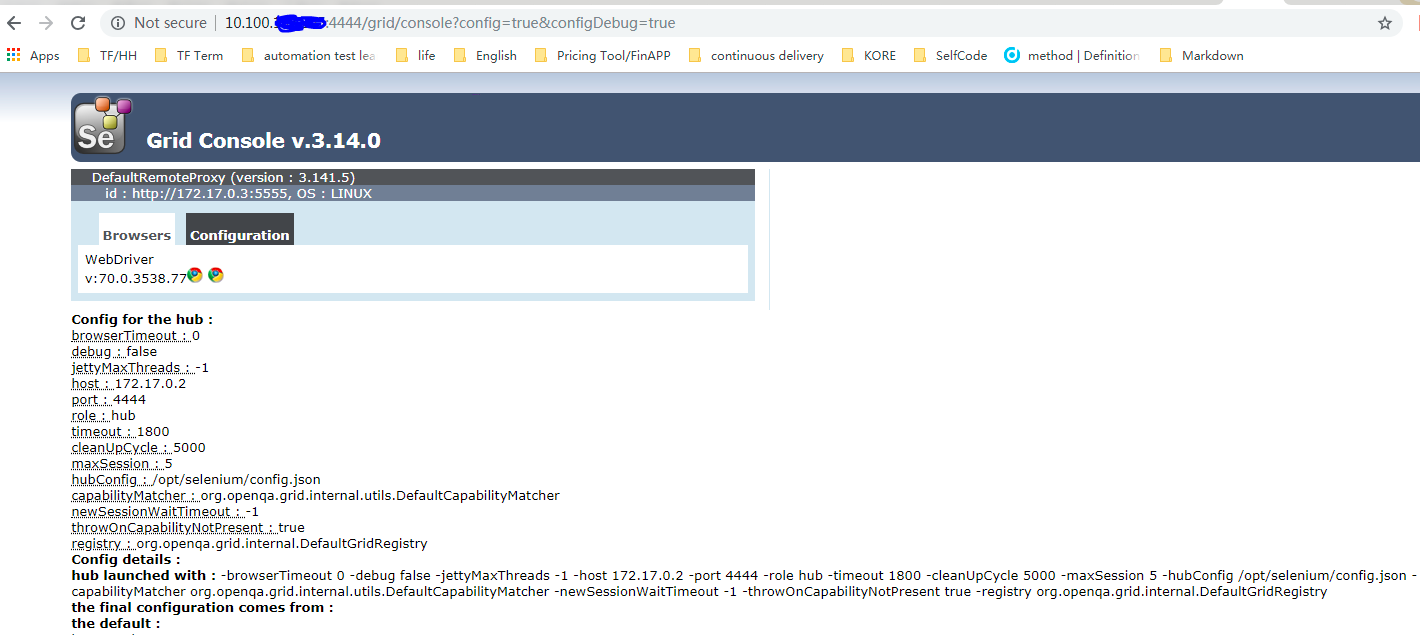 Not secure | 10.100. :4444/grid/console?config=true&configDebug=true
Apps TF/HH TF Term automation test lea life English Pricing Tool/FinAPP continuous delivery KORE SelfCode method | Definition Markdown
Se Grid Console v.3.14.0
DefaultRemoteProxy (version : 3.141.5)
id : http://172.17.0.3:5555, OS : LINUX
Browsers Configuration
WebDriver
v:70.0.3538.77
Config for the hub :
browserTimeout : 0
debug : false
jettyMaxThreads : -1
host : 172.17.0.2
port : 4444
role : hub
timeout : 1800
cleanUpCycle : 5000
maxSession : 5
hubConfig : /opt/selenium/config.json
capabilityMatcher : org.openqa.grid.internal.utils.DefaultCapabilityMatcher
newSessionWaitTimeout : -1
throwOnCapabilityNotPresent : true
registry : org.openqa.grid.internal.DefaultGridRegistry
Config details :
hub launched with : -browserTimeout 0 -debug false -jettyMaxThreads -1 -host 172.17.0.2 -port 4444 -role hub -timeout 1800 -cleanUpCycle 5000 -maxSession 5 -hubConfig /opt/selenium/config.json -
capabilityMatcher org.openqa.grid.internal.utils.DefaultCapabilityMatcher -newSessionWaitTimeout -1 -throwOnCapabilityNotPresent true -registry org.openqa.grid.internal.DefaultGridRegistry
the final configuration comes from :
the default :